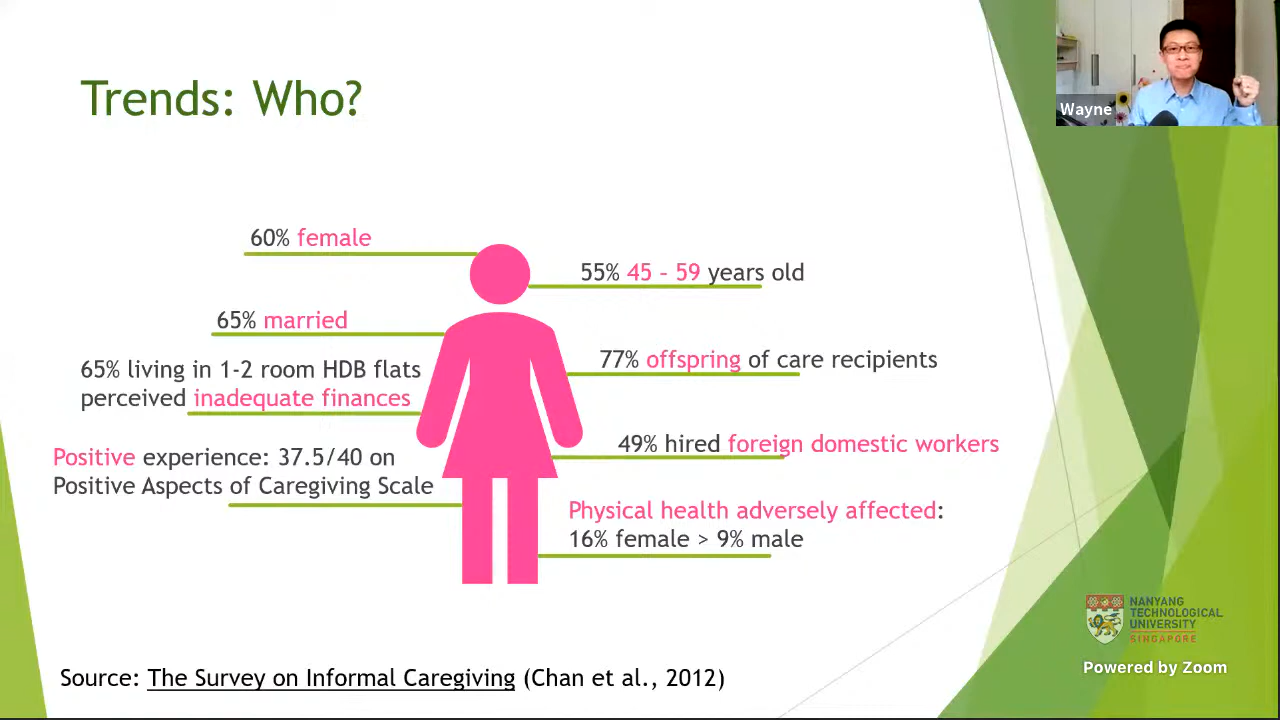 Trends: Who?
Wayne
60% female
55% 45 – 59 years old
65% married
77% offspring of care recipients
65% living in 1-2 room HDB flats
perceived inadequate finances
49% hired foreign domestic workers
Positive experience: 37.5/40 on
Positive Aspects of Caregiving Scale
Physical health adversely affected:
16% female > 9% male
NANYANG
TECHNOLOGICAL
UNIVERSITY
SINGAPORE
Powered by Zoom
Source: The Survey on Informal Caregiving (Chan et al., 2012)